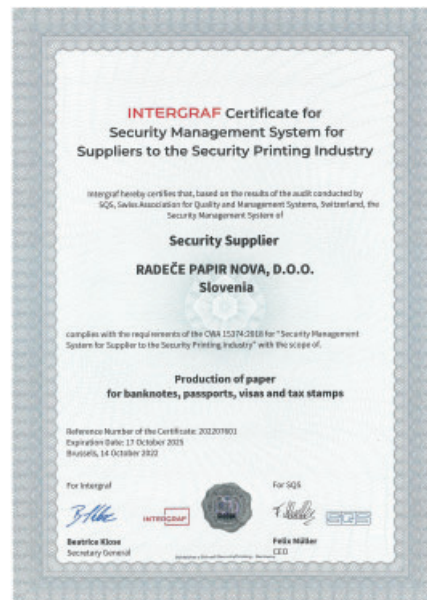 INTERGRAF Certificate for
Security Management System for
Suppliers to the Security Printing Industry
Intergraf hereby certifies that, based on the results of the audit conducted by
SQS, Swiss Association for Quality and Management Systems, Switzerland, the
Security Management System of
Security Supplier
RADEČE PAPIR NOVA, D.O.O.
Slovenia
complies with the requirements of the CWA 15374:2018 for "Security Management
System for Supplier to the Security Printing Industry" with the scope of.
Production of paper
for banknotes, passports, visas and tax stamps
Reference Number of the Certificate: 202207601
Expiration Date: 17 October 2025
Brussels, 14 October 2022
For Intergraf
For SQS
INTERGRAF
SQS
Beatrice Klose
Secretary General
Felix Müller
CEO